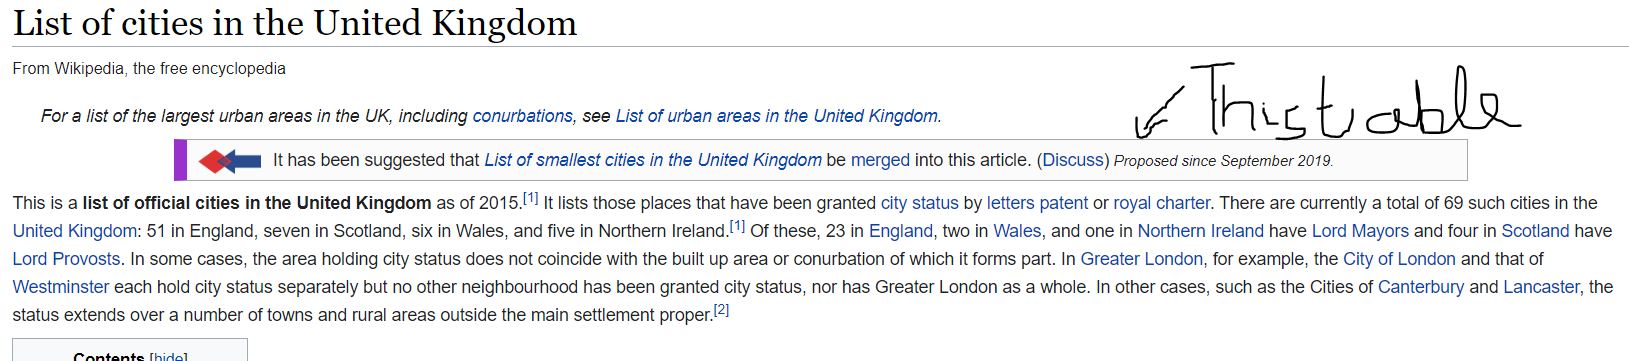 List of cities in the United Kingdom
From Wikipedia, the free encyclopedia
This table
For a list of the largest urban areas in the UK, including conurbations, see List of urban areas in the United Kingdom.
It has been suggested that List of smallest cities in the United Kingdom be merged into this article. (Discuss) Proposed since September 2019.
This is a list of official cities in the United Kingdom as of 2015.[1] It lists those places that have been granted city status by letters patent or royal charter. There are currently a total of 69 such cities in the
United Kingdom: 51 in England, seven in Scotland, six in Wales, and five in Northern Ireland.[1] Of these, 23 in England, two in Wales, and one in Northern Ireland have Lord Mayors and four in Scotland have
Lord Provosts. In some cases, the area holding city status does not coincide with the built up area or conurbation of which it forms part. In Greater London, for example, the City of London and that of
Westminster each hold city status separately but no other neighbourhood has been granted city status, nor has Greater London as a whole. In other cases, such as the Cities of Canterbury and Lancaster, the
status extends over a number of towns and rural areas outside the main settlement proper.[2]
Contents [hide]